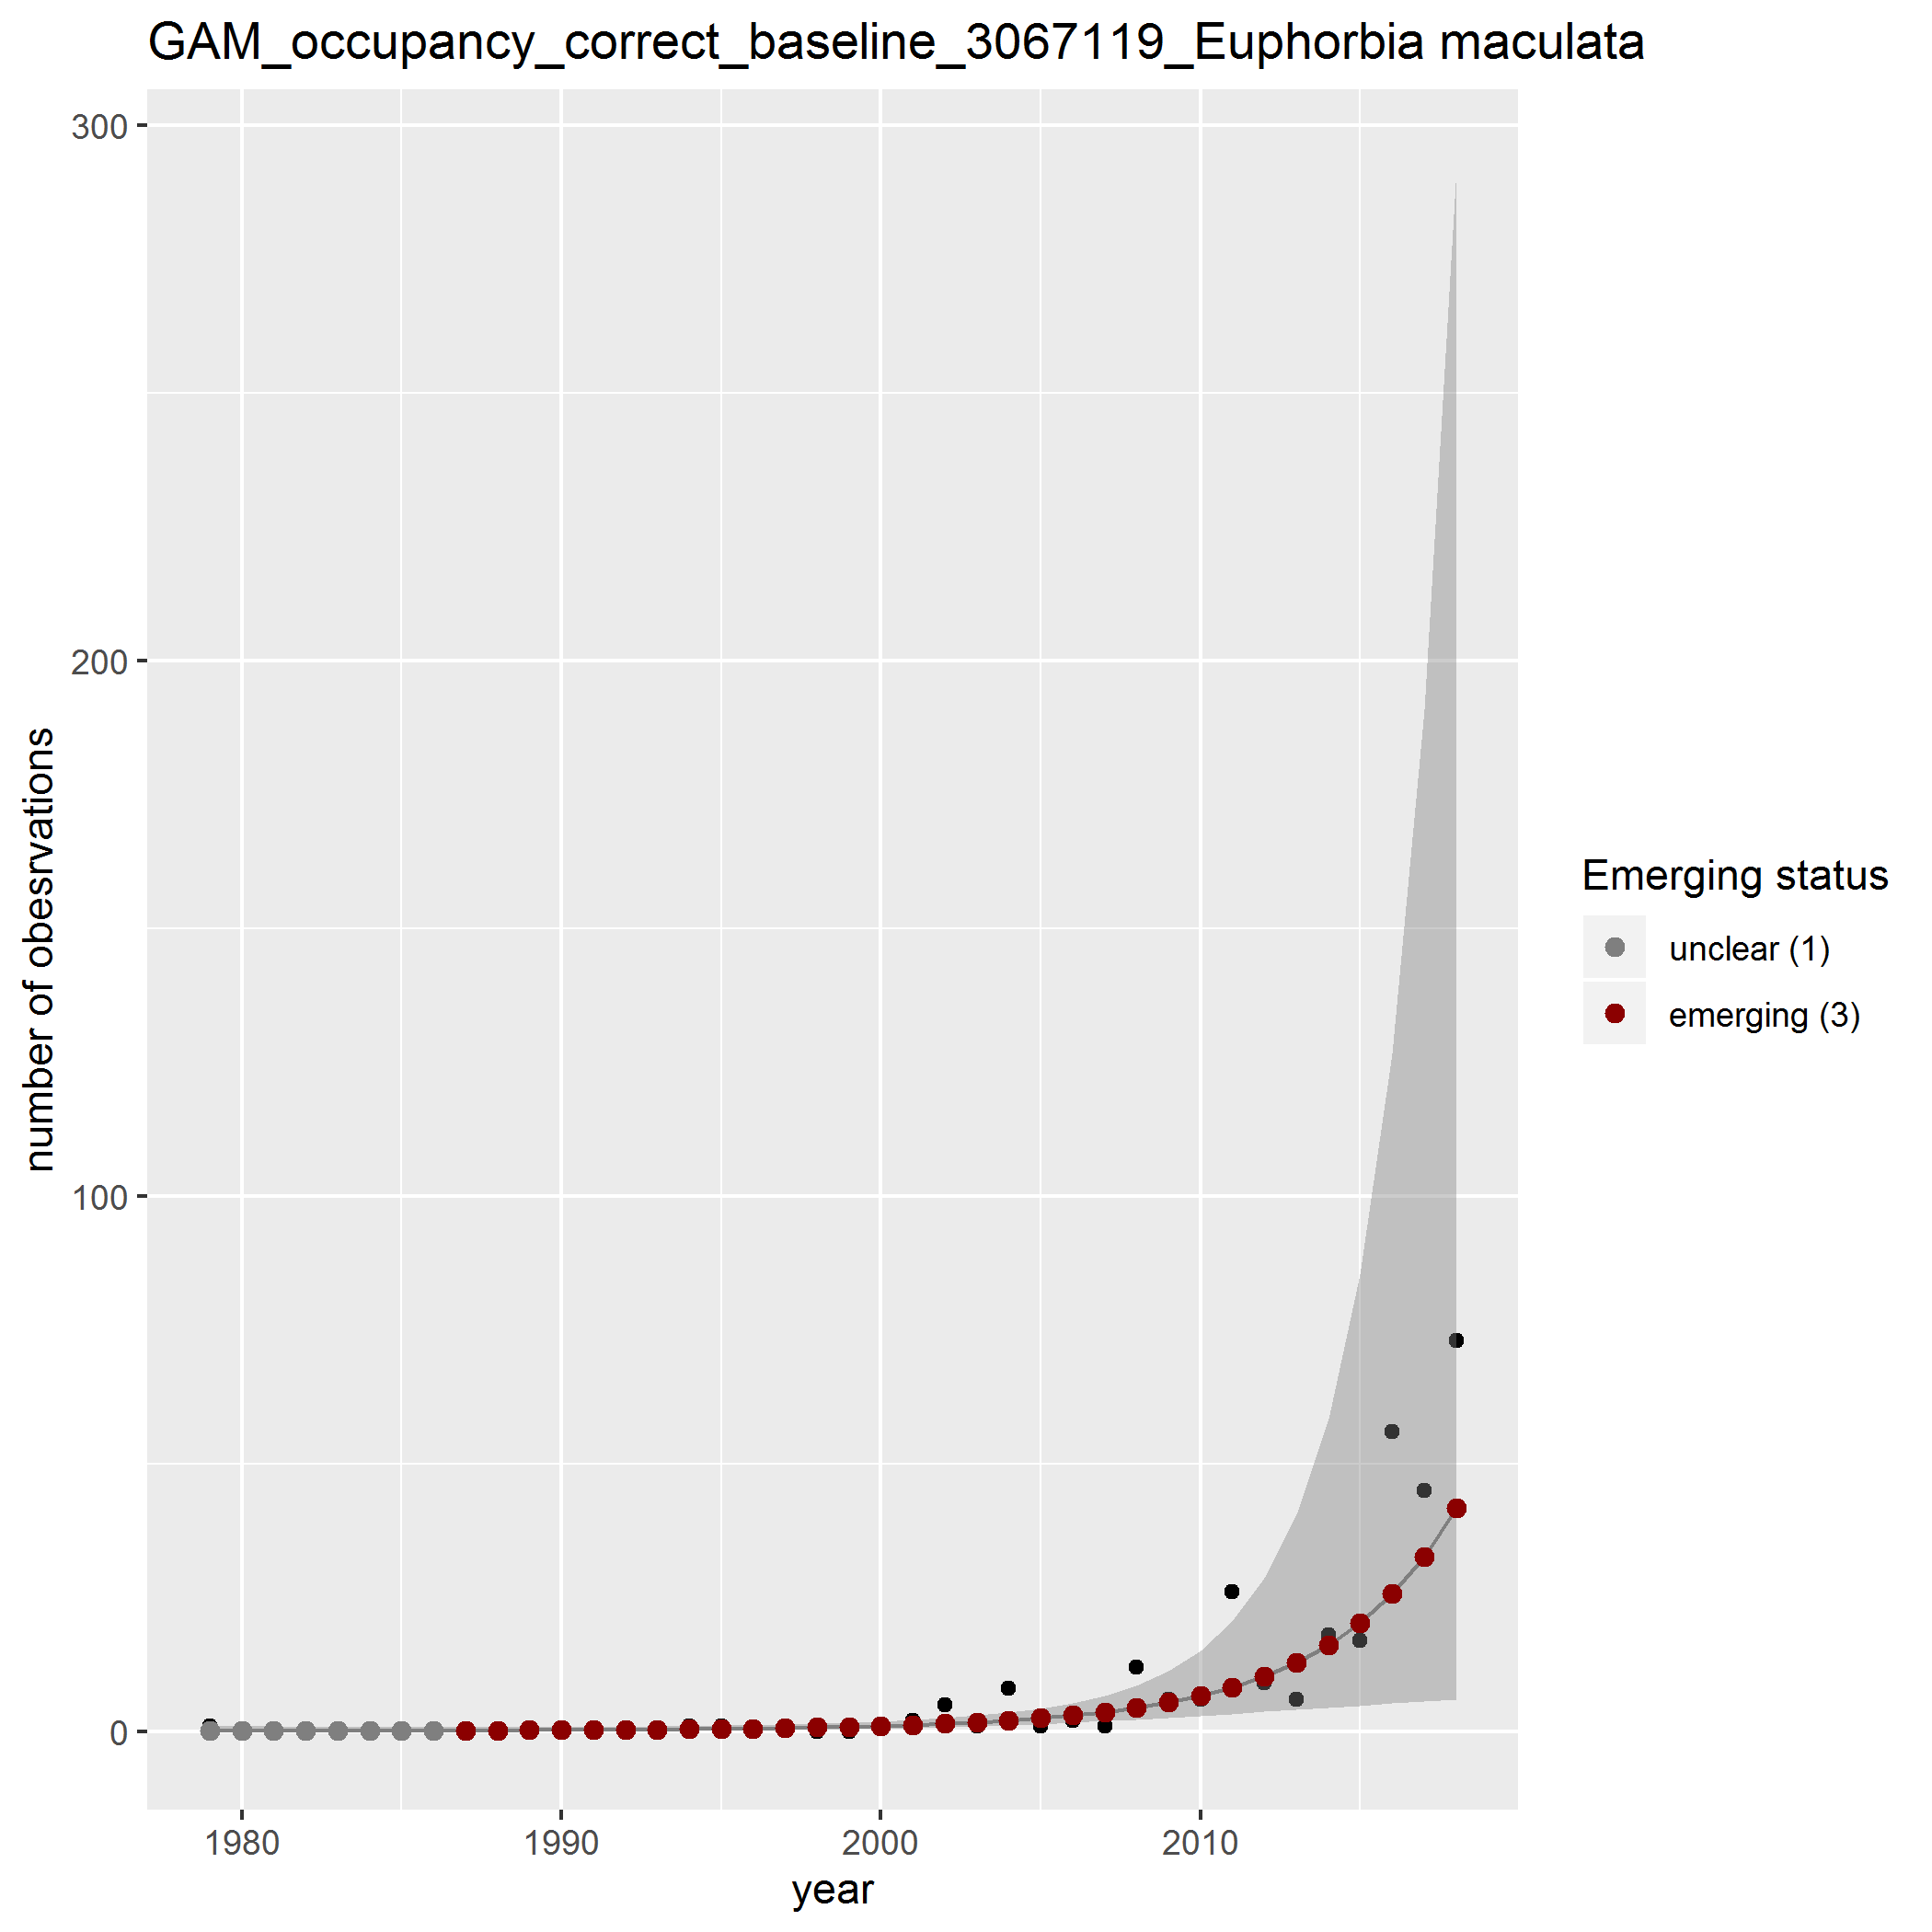 GAM_occupancy_correct_baseline_3067119_Euphorbia maculata
300
200
100
0
number of obesrvations
1980
1990
2000
2010
year
Emerging status
unclear (1)
emerging (3)